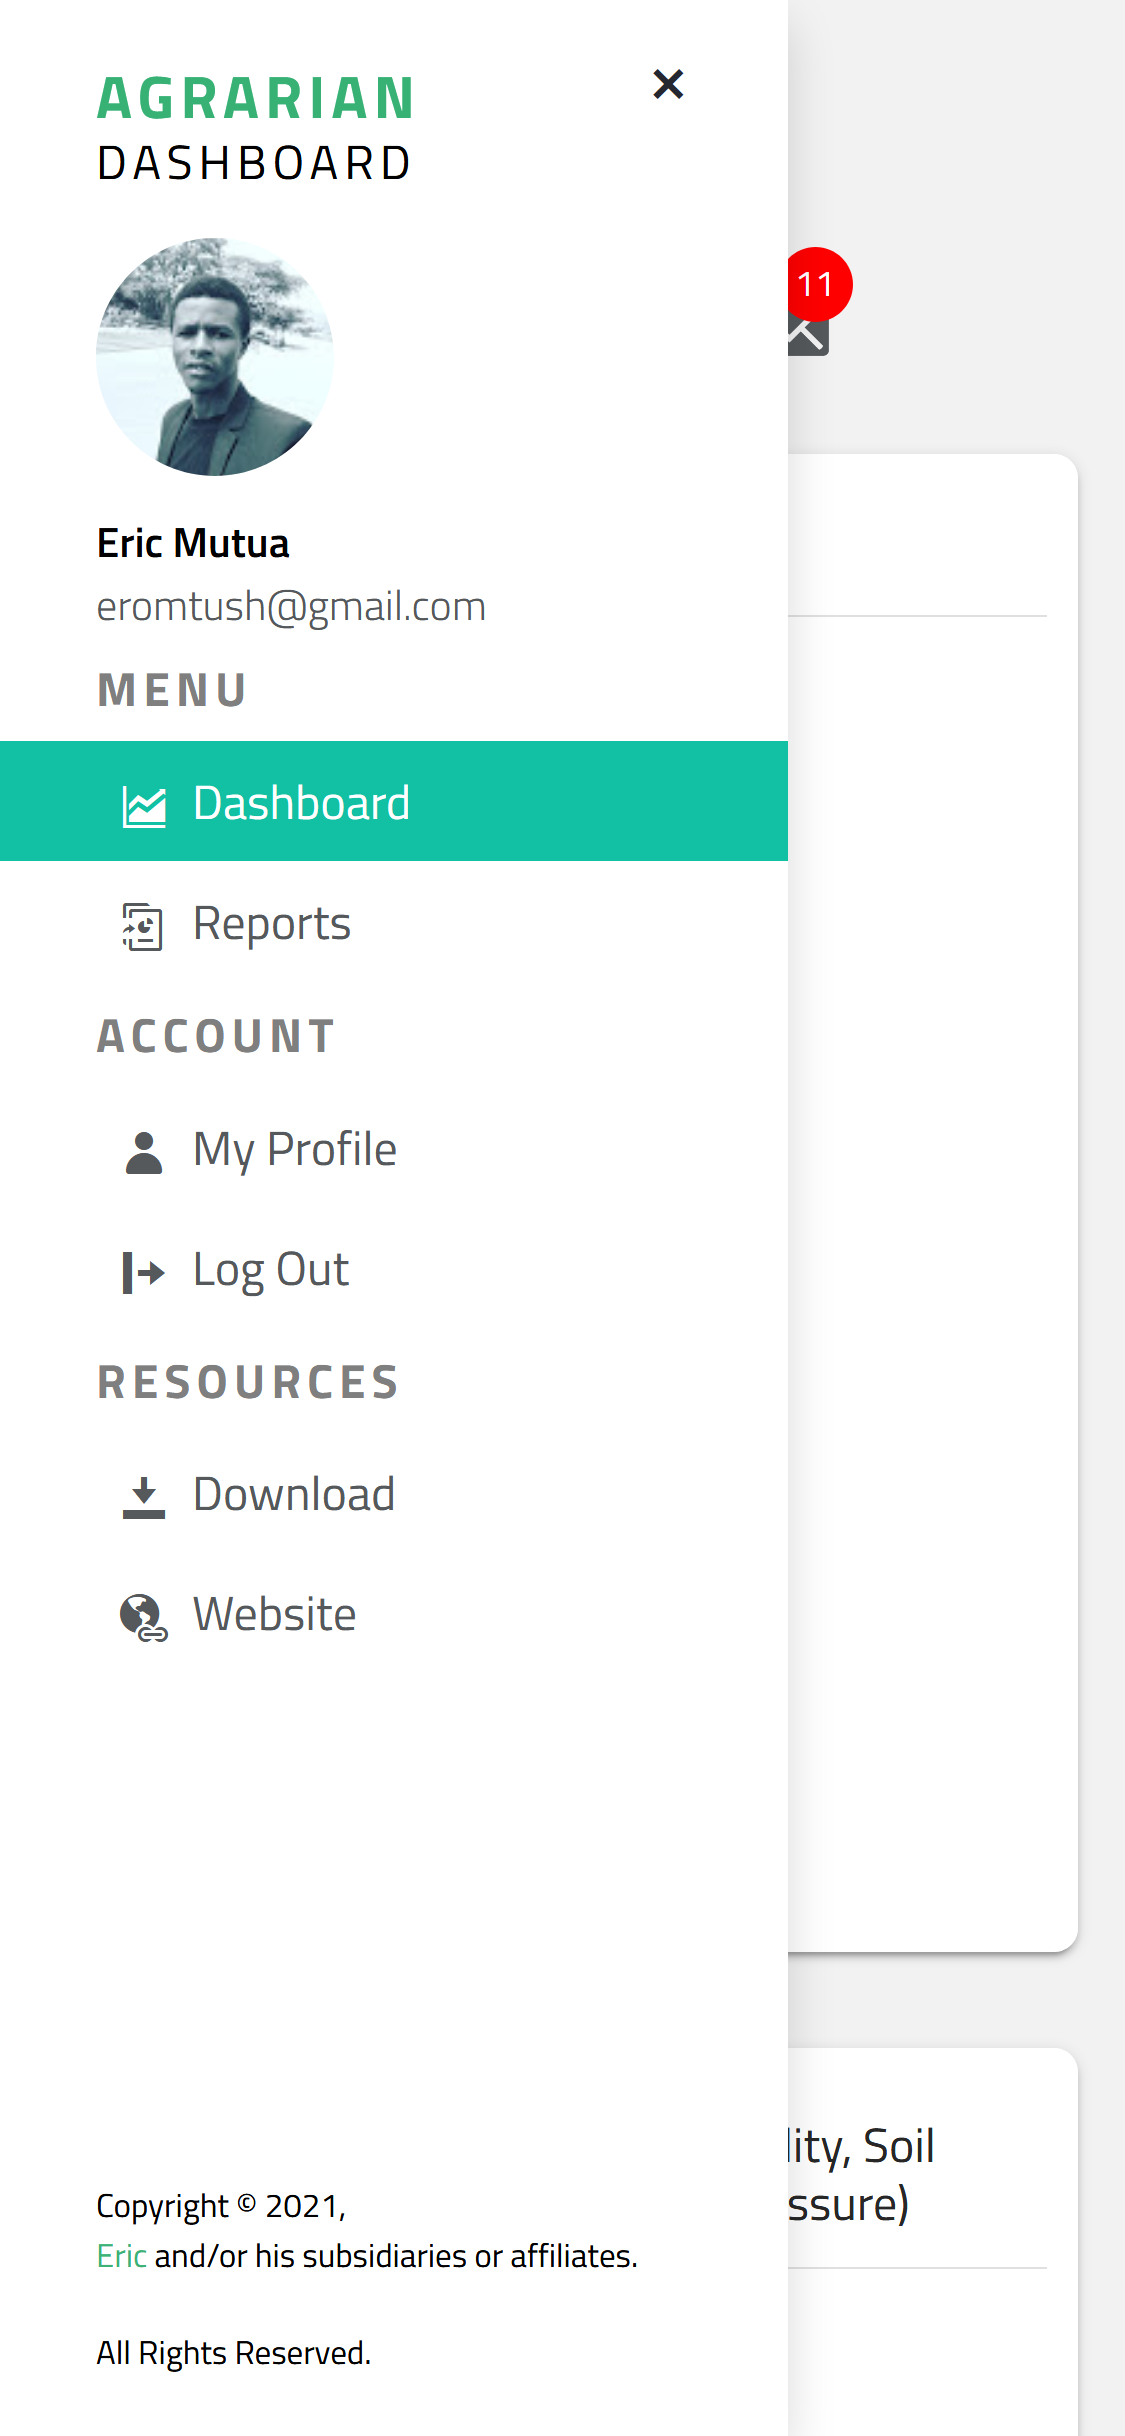 AGRARIAN
DASHBOARD
11
Eric Mutua
eromtush@gmail.com
MENU
Dashboard
Reports
ACCOUNT
My Profile
Log Out
RESOURCES
Download
Website
lity, Soil
ssure)
Copyright © 2021,
Eric and/or his subsidiaries or affiliates.
All Rights Reserved.